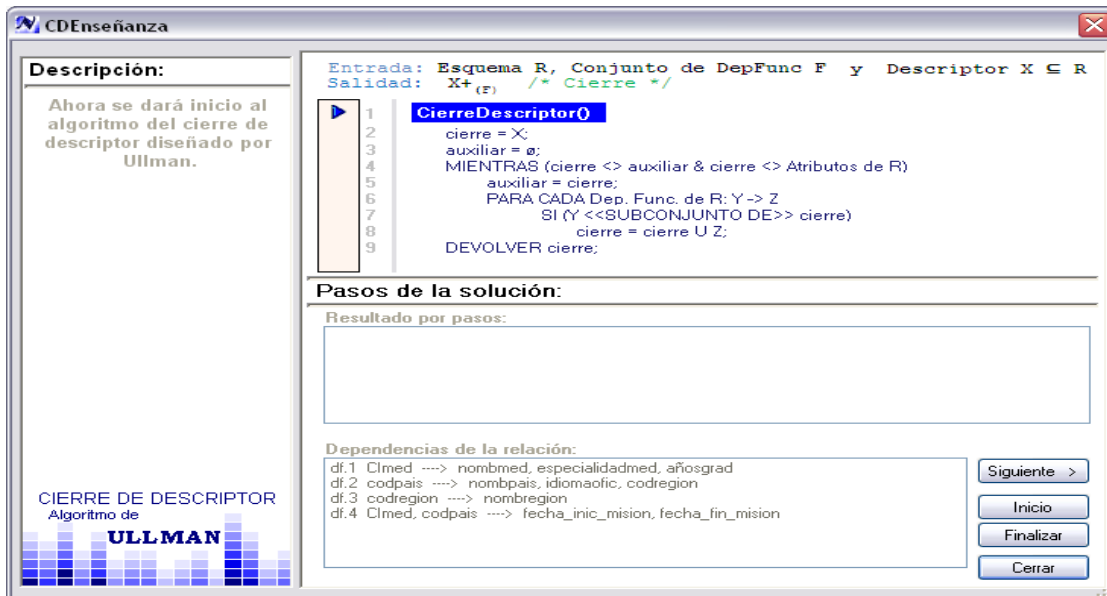 CDEnseñanza
Descripción:
Ahora se dará inicio al
algoritmo del cierre de
descriptor diseñado por
Ullman.
CIERRE DE DESCRIPTOR
Algoritmo de
ULLMAN
Entrada: Esquema R, Conjunto de DepFunc F y Descriptor X ⊆ R
Salidad: X+(F) /* Cierre */
1 CierreDescriptor()
2 cierre = X;
3 auxiliar = ø;
4 MIENTRAS (cierre <> auxiliar & cierre <> Atributos de R)
5 auxiliar = cierre;
6 PARA CADA Dep. Func. de R: Y -> Z
7 SI (Y <<SUBCONJUNTO DE>> cierre)
8 cierre = cierre U Z;
9 DEVOLVER cierre;
Pasos de la solución:
Resultado por pasos:
Dependencias de la relación:
df.1 CImed ----> nombmed, especialidadmed, añosgrad
df.2 codpais ----> nombpais, idiomaofic, codregion
df.3 codregion ----> nombregion
df.4 CImed, codpais ----> fecha_inic_mision, fecha_fin_mision
Siguiente >
Inicio
Finalizar
Cerrar